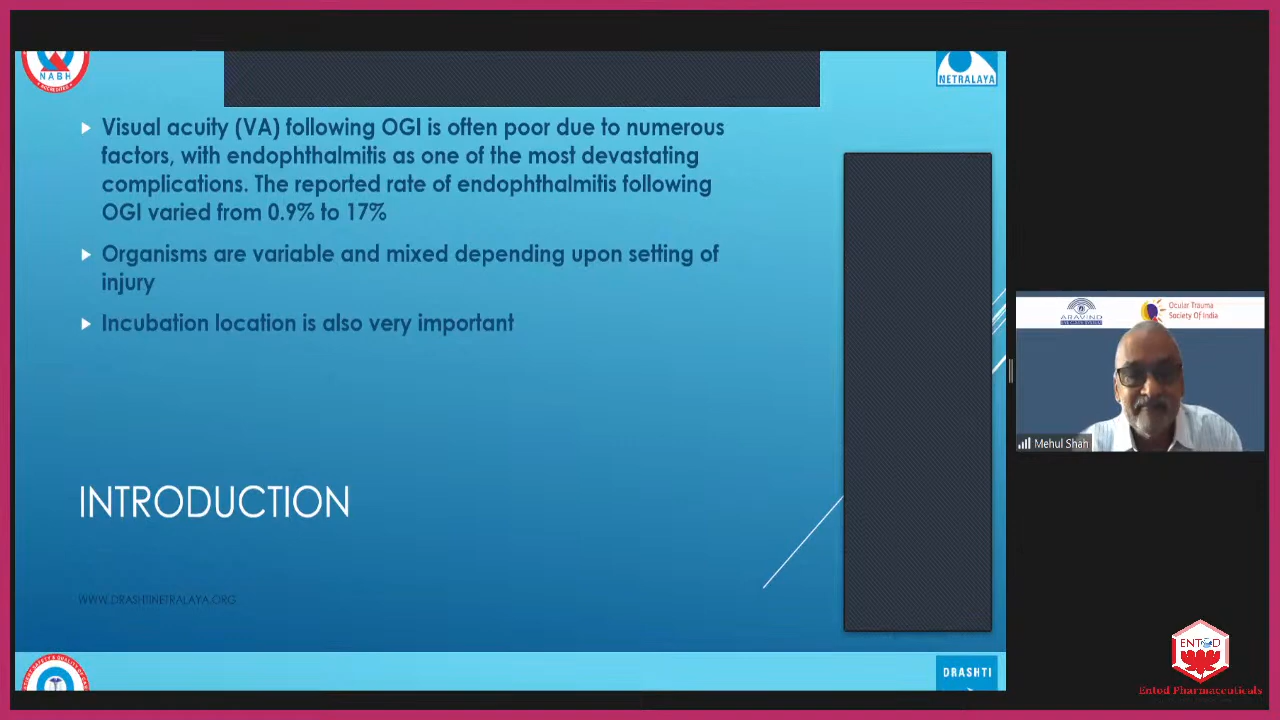 NABH
ACCREDITED
NETRALAYA
Visual acuity (VA) following OGI is often poor due to numerous
factors, with endophthalmitis as one of the most devastating
complications. The reported rate of endophthalmitis following
OGI varied from 0.9% to 17%
Organisms are variable and mixed depending upon setting of
injury
Incubation location is also very important
INTRODUCTION
WWW.DRASHTINETRALAYA.ORG
DRASHTI
ARAVIND
Ocular Trauma
Society Of India
Mehul Shah
ENTOD
Entod Pharmaceuticals